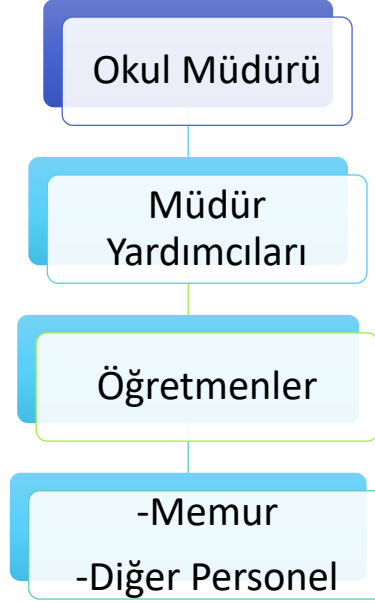 Okul Müdürü
Müdür
Yardımcıları
Öğretmenler
-Memur
-Diğer Personel